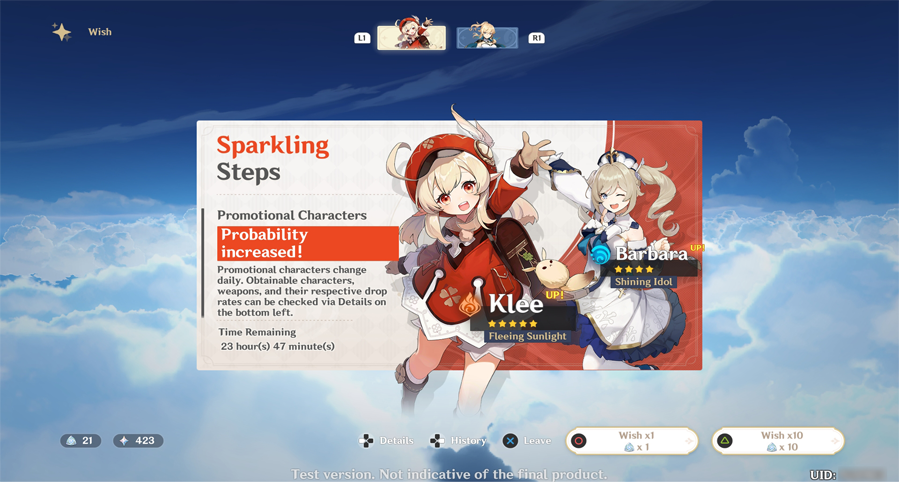 Wish
L1
R1
Sparkling
Steps
Promotional Characters
Probability
increased!
Promotional characters change
daily. Obtainable characters,
weapons, and their respective drop
rates can be checked via Details on
the bottom left.
Time Remaining
23 hour(s) 47 minute(s)
Barbara UP!
Shining Idol
Klee UP!
Fleeing Sunlight
21
423
Details
History
Leave
Wish x1
x 1
Wish x10
x 10
Test version. Not indicative of the final product.
UID: